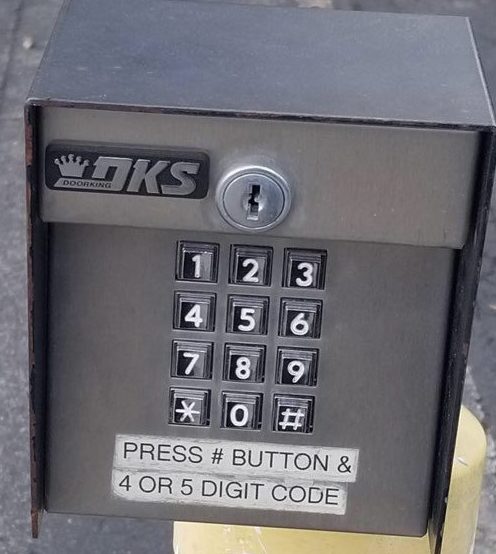 DKS
DOORKING
1 2 3
4 5 6
7 8 9
* 0 #
PRESS # BUTTON &
4 OR 5 DIGIT CODE